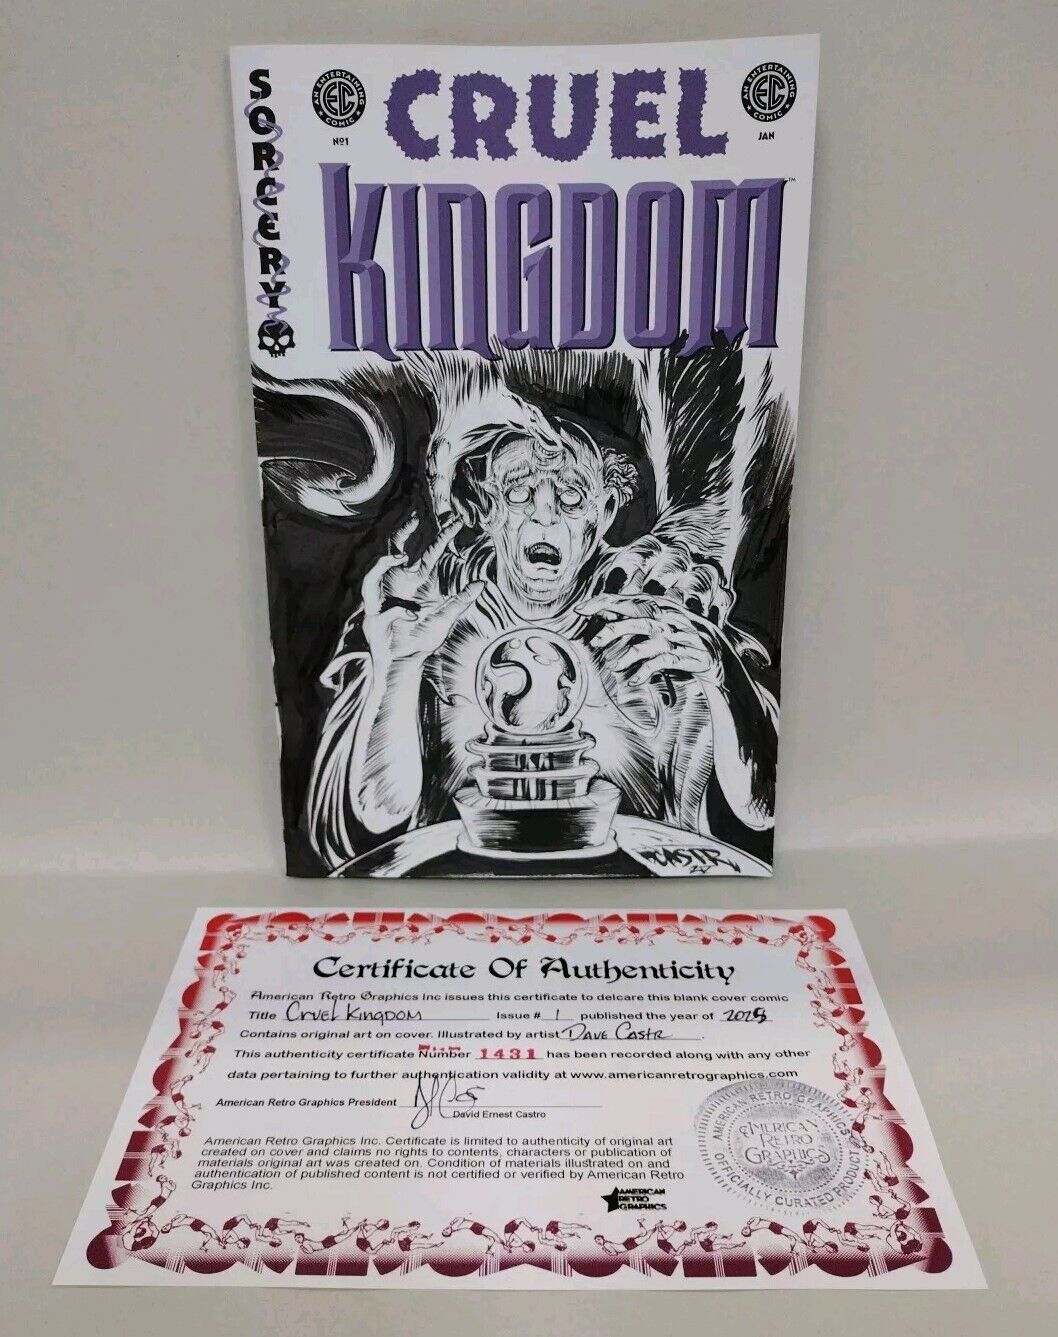 SORCERY
AN ENTERTAINING EC COMIC
Nº1
CRUEL
AN ENTERTAINING EC COMIC
JAN
KINGDOM™
Certificate Of Authenticity
American Retro Graphics Inc issues this certificate to delcare this blank cover comic
Title Cruel Kingdom Issue # 1 published the year of 2025
Contains original art on cover. Illustrated by artist Dave Castr.
This authenticity certificate Number 1431 has been recorded along with any other
data pertaining to further authentication validity at www.americanretrographics.com
American Retro Graphics President
David Ernest Castro
American Retro Graphics Inc. Certificate is limited to authenticity of original art
created on cover and claims no rights to contents, characters or publication of
materials original art was created on. Condition of materials illustrated on and
authentication of published content is not certified or verified by American Retro
Graphics Inc.
AMERICAN
RETRO
GRAPHICS
AMERICAN RETRO GRAPHICS
AMERICAN
RETRO
GRAPHICS
OFFICIALLY CURATED PRODUCT